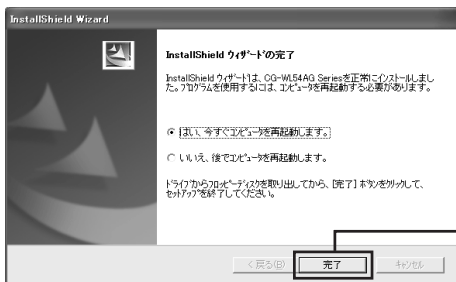 InstallShield Wizard
InstallShield ウィザードの完了
InstallShield ウィザードは、CG-WL54AG Seriesを正常にインストールしまし
た。プログラムを使用するには、コンピュータを再起動する必要があります。
はい、今すぐコンピュータを再起動します。
いいえ、後でコンピュータを再起動します。
ドライブからフロッピーディスクを取り出してから、[完了] ボタンをクリックして、
セットアップを終了してください。
< 戻る(B)
完了
キャンセル